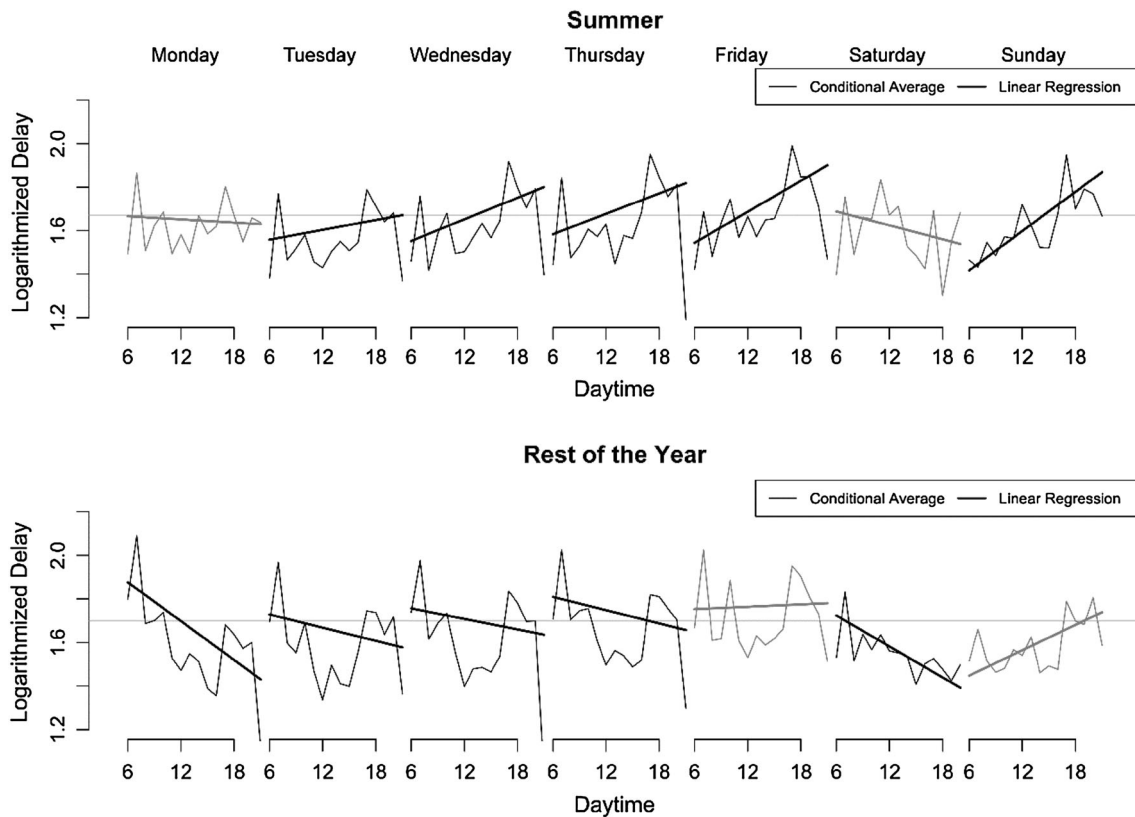 Summer
Monday Tuesday Wednesday Thursday Friday Saturday Sunday
Conditional Average Linear Regression
Logarithmized Delay
2.0
1.6
1.2
6 12 18 6 12 18 6 12 18 6 12 18 6 12 18 6 12 18 6 12 18
Daytime
Rest of the Year
Conditional Average Linear Regression
Logarithmized Delay
2.0
1.6
1.2
6 12 18 6 12 18 6 12 18 6 12 18 6 12 18 6 12 18 6 12 18
Daytime